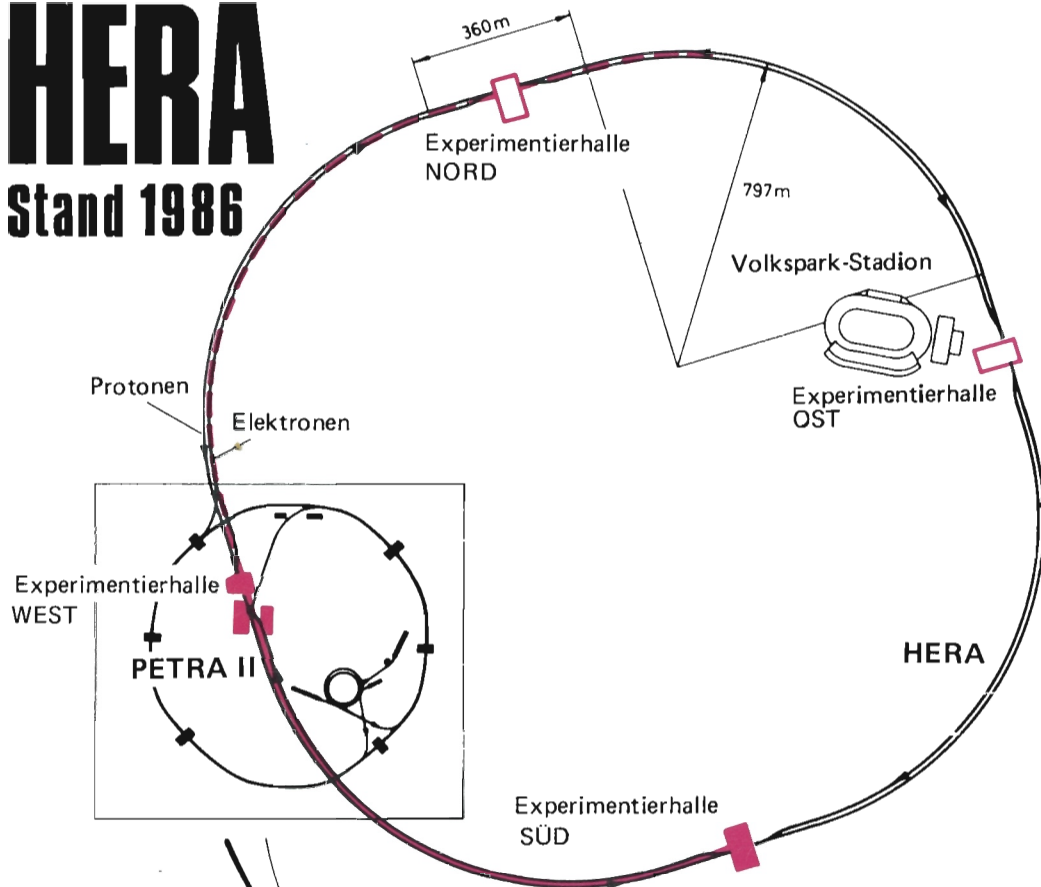 HERA
Stand 1986
360m
Experimentierhalle
NORD
797m
Volkspark-Stadion
Experimentierhalle
OST
Protonen
Elektronen
Experimentierhalle
WEST
PETRA II
HERA
Experimentierhalle
SÜD